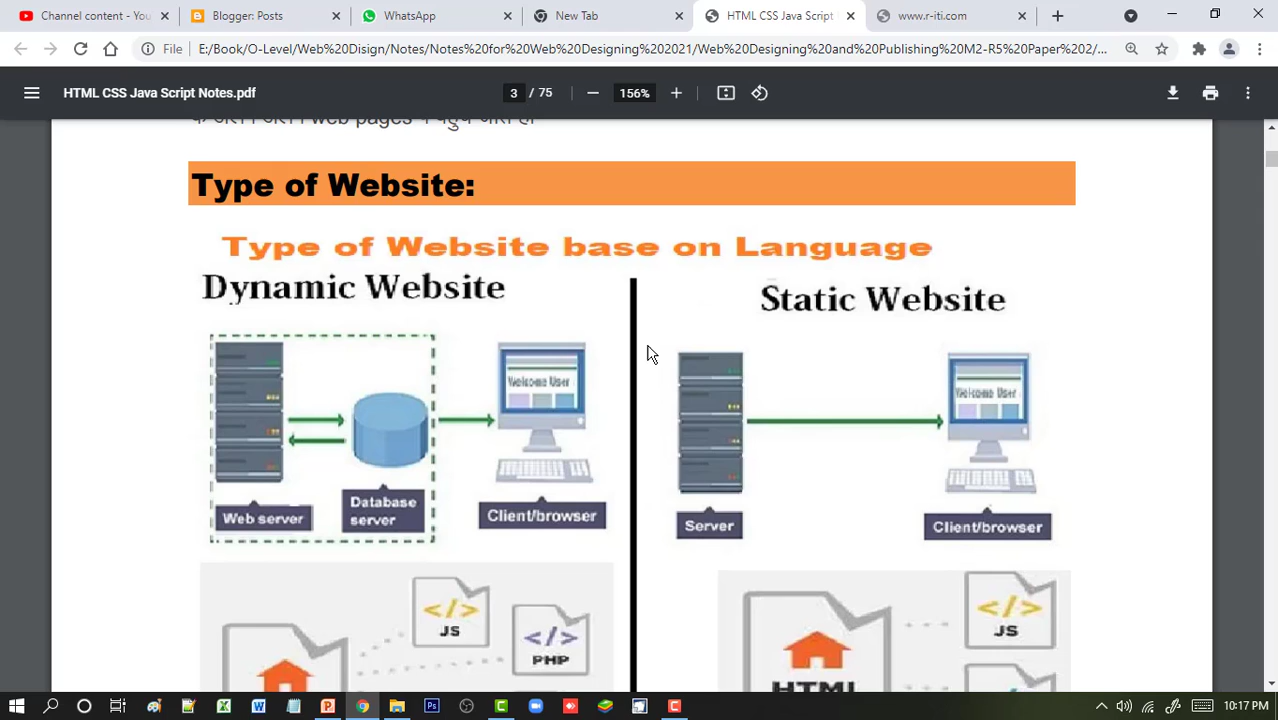 Channel content - You
Blogger: Posts
WhatsApp
New Tab
HTML CSS Java Script
www.r-iti.com
File
E:/Book/O-Level/Web%20Disign/Notes/Notes%20for%20Web%20Designing%202021/Web%20Designing%20and%20Publishing%20M2-R5%20Paper%202/...
HTML CSS Java Script Notes.pdf
3 / 75
156%
web pages
Type of Website:
Type of Website base on Language
Dynamic Website
Static Website
Welcome User
Welcome User
Web server
Database
server
Client/browser
Server
Client/browser
</>
JS
</>
PHP
</>
JS
HTML
10:17 PM